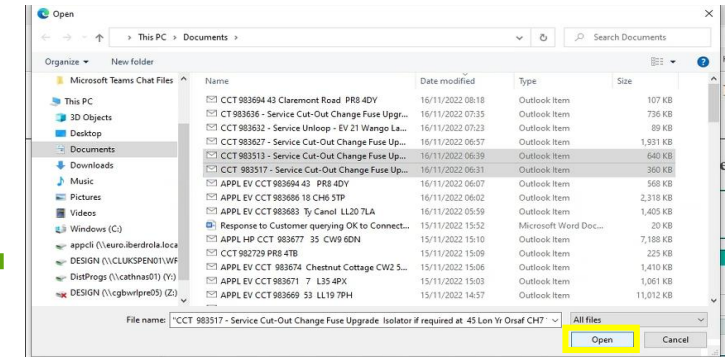 Open
This PC > Documents >
Search Documents
Organize New folder
Microsoft Teams Chat Files
This PC
3D Objects
Desktop
Documents
Downloads
Music
Pictures
Videos
Windows (C:)
appcli (\\euro.iberdrola.loca
DESIGN (\\CLUKSPEN01\WF
DistProgs (\\cathnas01) (Y:)
DESIGN (\\cgbwrlpre05) (Z:)
Name Date modified Type Size
CCT 983694 43 Claremont Road PR8 4DY 16/11/2022 08:18 Outlook Item 107 KB
CT 983636 - Service Cut-Out Change Fuse Upgr... 16/11/2022 07:35 Outlook Item 736 KB
CCT 983632 - Service Unloop - EV 21 Wango La... 16/11/2022 07:23 Outlook Item 89 KB
CCT 983627 - Service Cut-Out Change Fuse Up... 16/11/2022 06:57 Outlook Item 1,931 KB
CCT 983513 - Service Cut-Out Change Fuse Up... 16/11/2022 06:39 Outlook Item 640 KB
CCT 983517 - Service Cut-Out Change Fuse Up... 16/11/2022 06:31 Outlook Item 360 KB
APPL EV CCT 983694 43 PR8 4DY 16/11/2022 06:07 Outlook Item 568 KB
APPL EV CCT 983686 18 CH6 5TP 16/11/2022 06:02 Outlook Item 2,318 KB
APPL EV CCT 983683 Ty Canol LL20 7LA 16/11/2022 05:59 Outlook Item 1,405 KB
Response to Customer querying OK to Connect... 15/11/2022 15:52 Microsoft Word Doc... 20 KB
APPL HP CCT 983677 35 CW9 6DN 15/11/2022 15:10 Outlook Item 7,188 KB
CCT 982729 PR8 4TB 15/11/2022 15:09 Outlook Item 225 KB
APPL EV CCT 983674 Chestnut Cottage CW2 5... 15/11/2022 15:06 Outlook Item 1,410 KB
APPL EV CCT 983671 7 L35 4PX 15/11/2022 15:03 Outlook Item 1,061 KB
APPL EV CCT 983669 53 LL19 7PH 15/11/2022 14:57 Outlook Item 11,012 KB
File name: "CCT 983517 - Service Cut-Out Change Fuse Upgrade Isolator if required at 45 Lon Yr Orsaf CH7 All files
Open Cancel